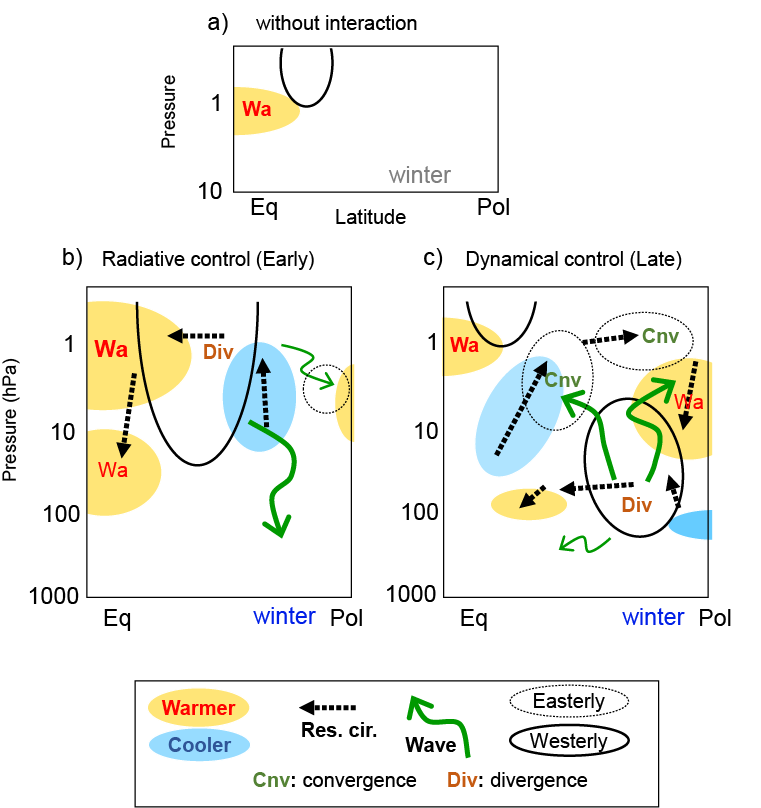 a) without interaction
Pressure
1
Wa
winter
10
Eq
Latitude
Pol
b) Radiative control (Early)
c) Dynamical control (Late)
Pressure (hPa)
1
Wa
Div
10
Wa
100
1000
Eq
winter
Pol
1
Wa
Cnv
Cnv
Wa
10
100
Div
1000
Eq
winter
Pol
Warmer
Cooler
Res. cir.
Wave
Easterly
Westerly
Cnv: convergence
Div: divergence